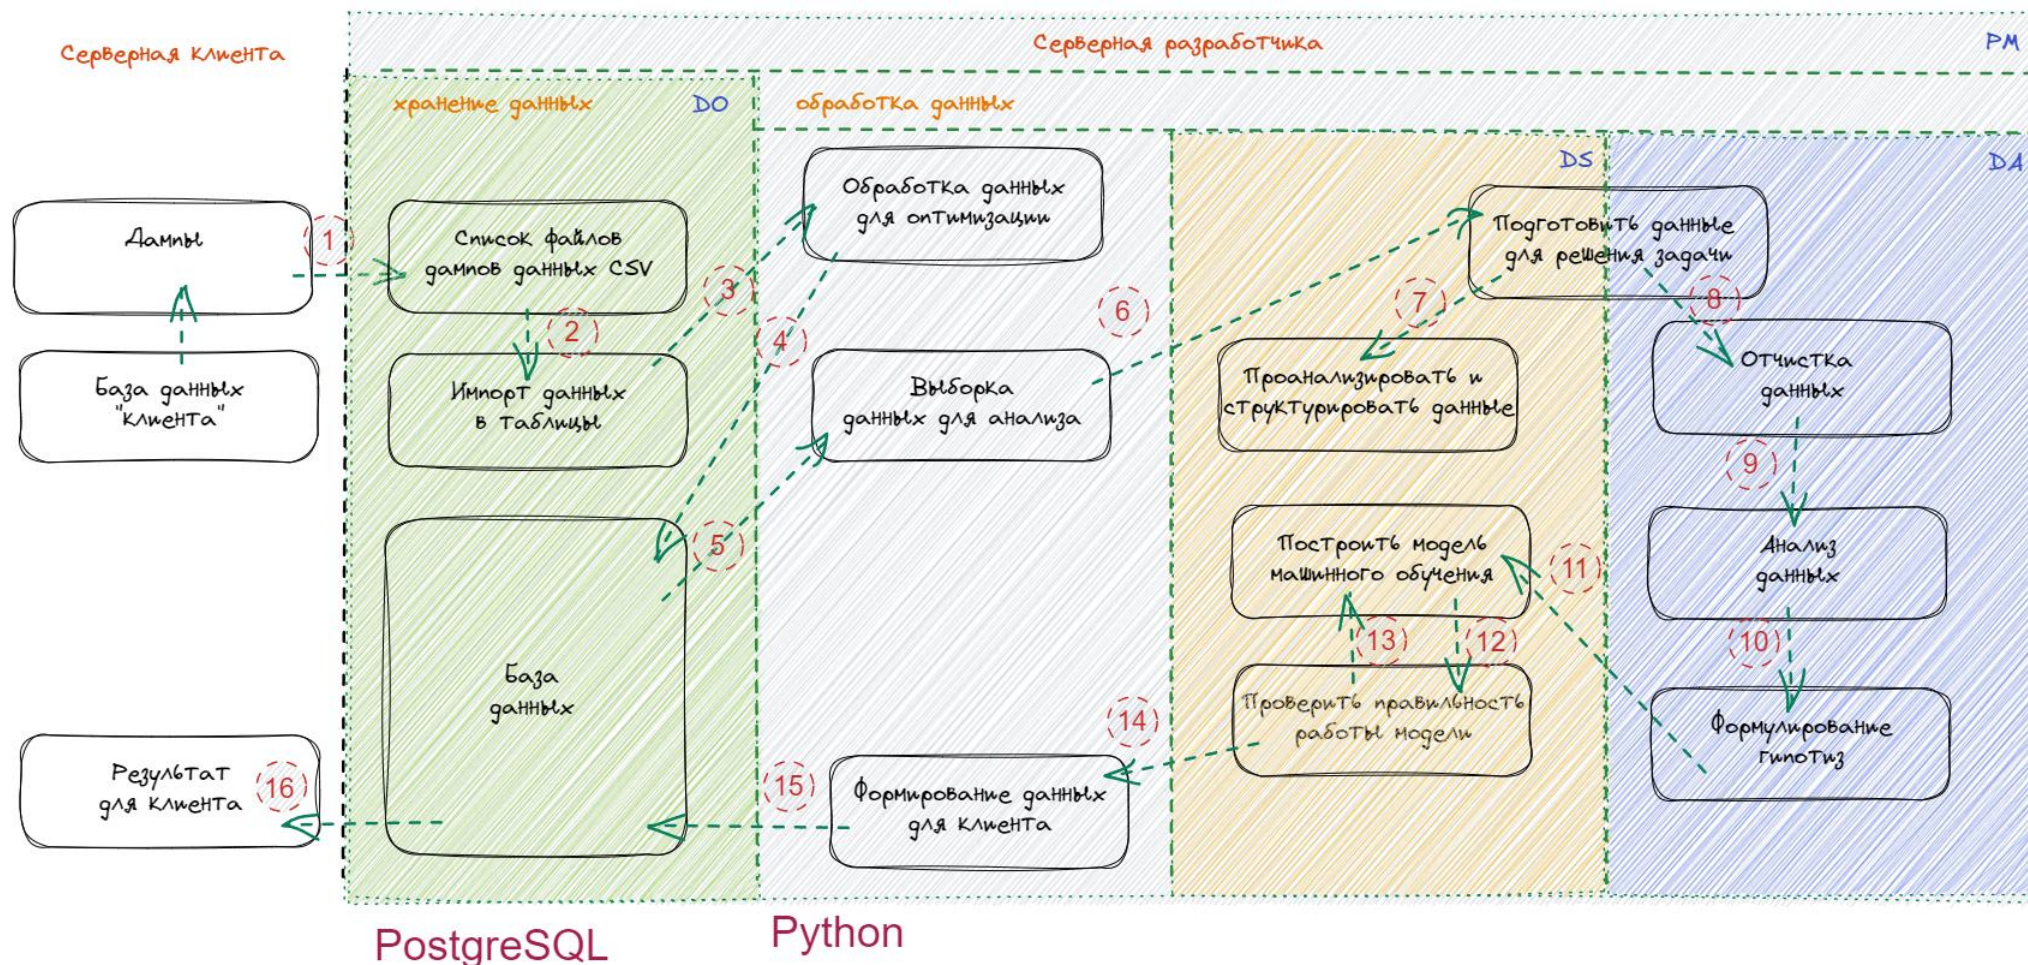 Серверная клиента
Серверная разработчика
PM
хранение данных
DO
обработка данных
DS
DA
Дампы
1
База данных
"клиента"
Список файлов
дампов данных CSV
2
Импорт данных
в таблицы
3
Обработка данных
для оптимизации
4
5
База
данных
Выборка
данных для анализа
6
Подготовить данные
для решения задачи
7
8
Проанализировать и
структурировать данные
Отчистка
данных
9
Анализ
данных
10
Формулирование
гипотиз
11
Построить модель
машинного обучения
13
12
Проверить правильность
работы модели
14
Формирование данных
для клиента
15
Результат
для клиента
16
PostgreSQL
Python